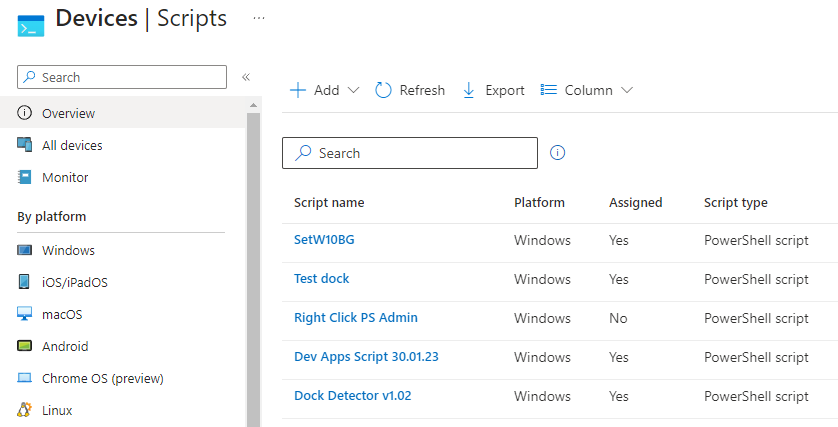 Devices | Scripts ...
Search «
Overview
All devices
Monitor
By platform
Windows
iOS/iPadOS
macOS
Android
Chrome OS (preview)
Linux
Add Refresh Export Column
Search
Script name Platform Assigned Script type
SetW10BG Windows Yes PowerShell script
Test dock Windows Yes PowerShell script
Right Click PS Admin Windows No PowerShell script
Dev Apps Script 30.01.23 Windows Yes PowerShell script
Dock Detector v1.02 Windows Yes PowerShell script